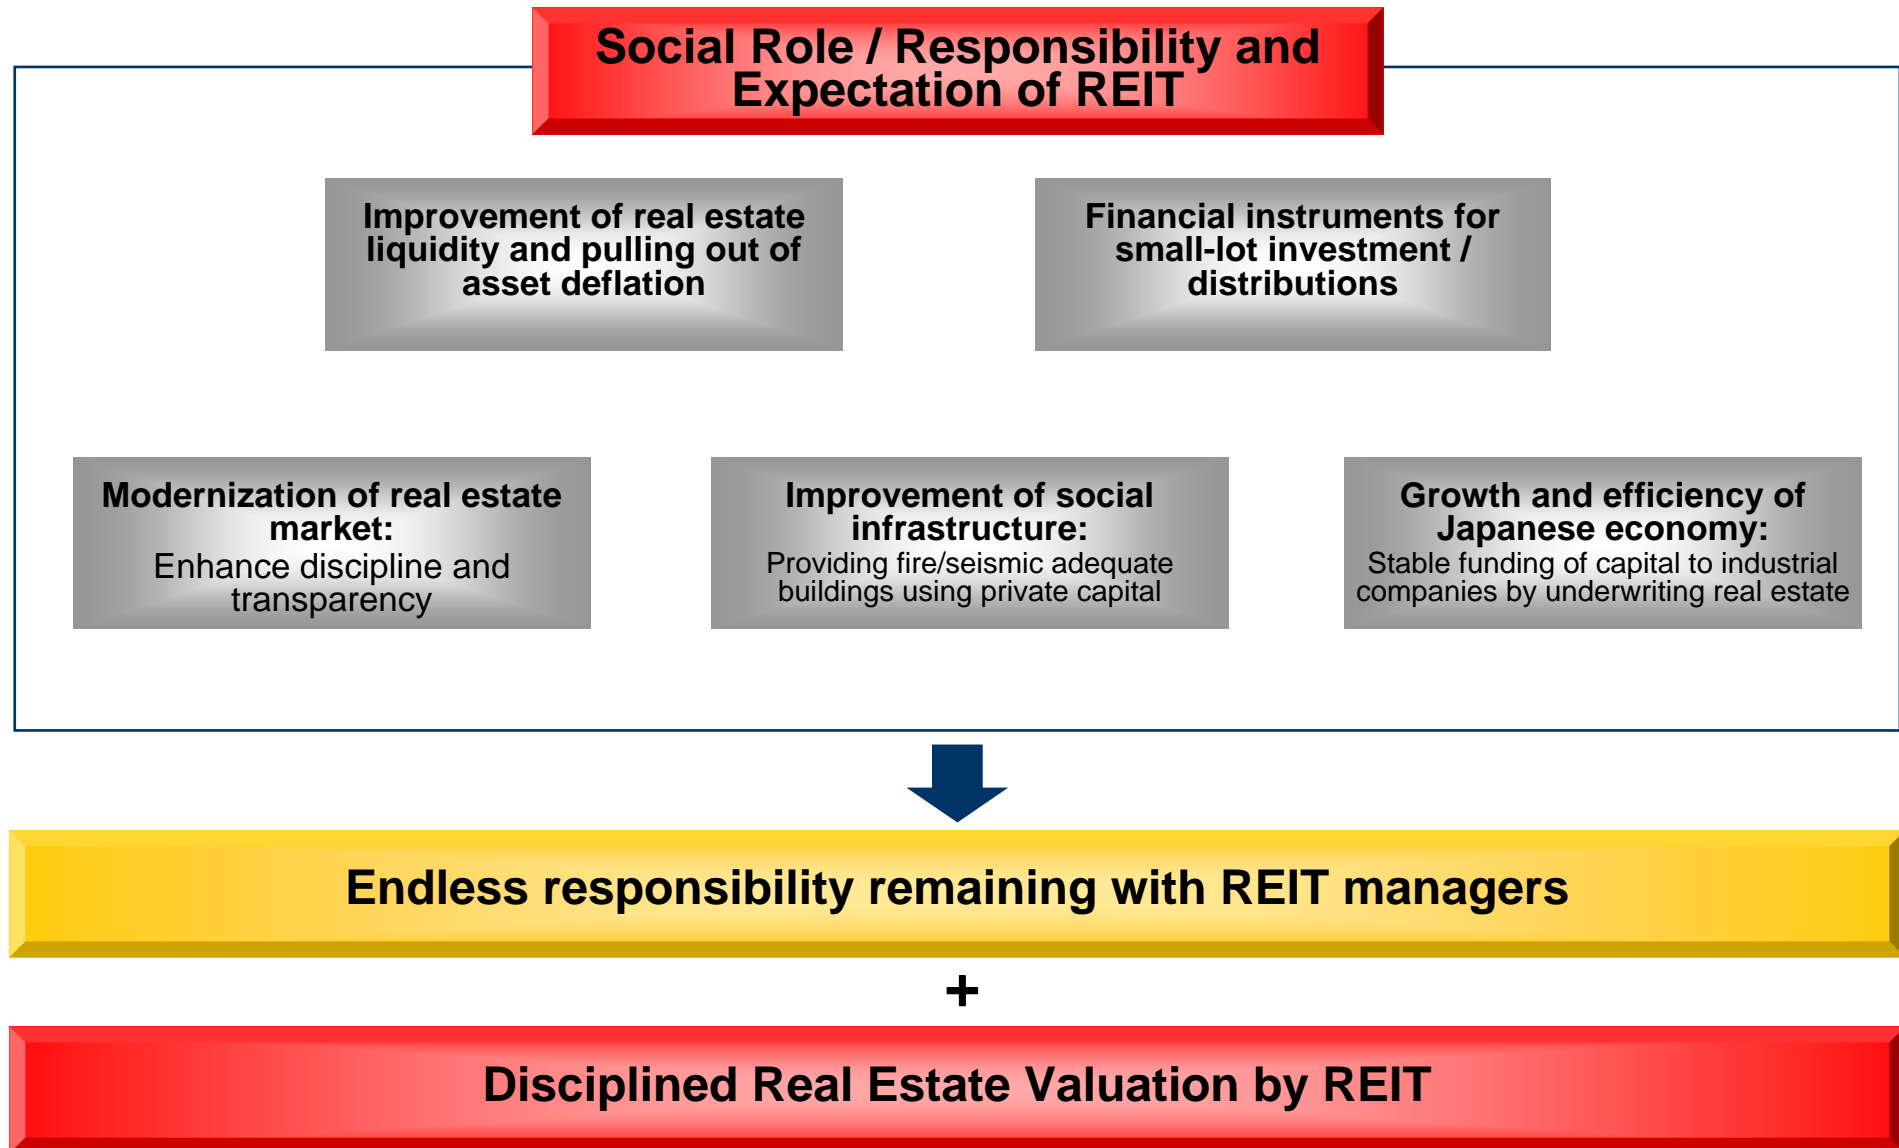 Social Role / Responsibility and
Expectation of REIT
Improvement of real estate
liquidity and pulling out of
asset deflation
Financial instruments for
small-lot investment /
distributions
Modernization of real estate
market:
Enhance discipline and
transparency
Improvement of social
infrastructure:
Providing fire/seismic adequate
buildings using private capital
Growth and efficiency of
Japanese economy:
Stable funding of capital to industrial
companies by underwriting real estate
Endless responsibility remaining with REIT managers
+
Disciplined Real Estate Valuation by REIT